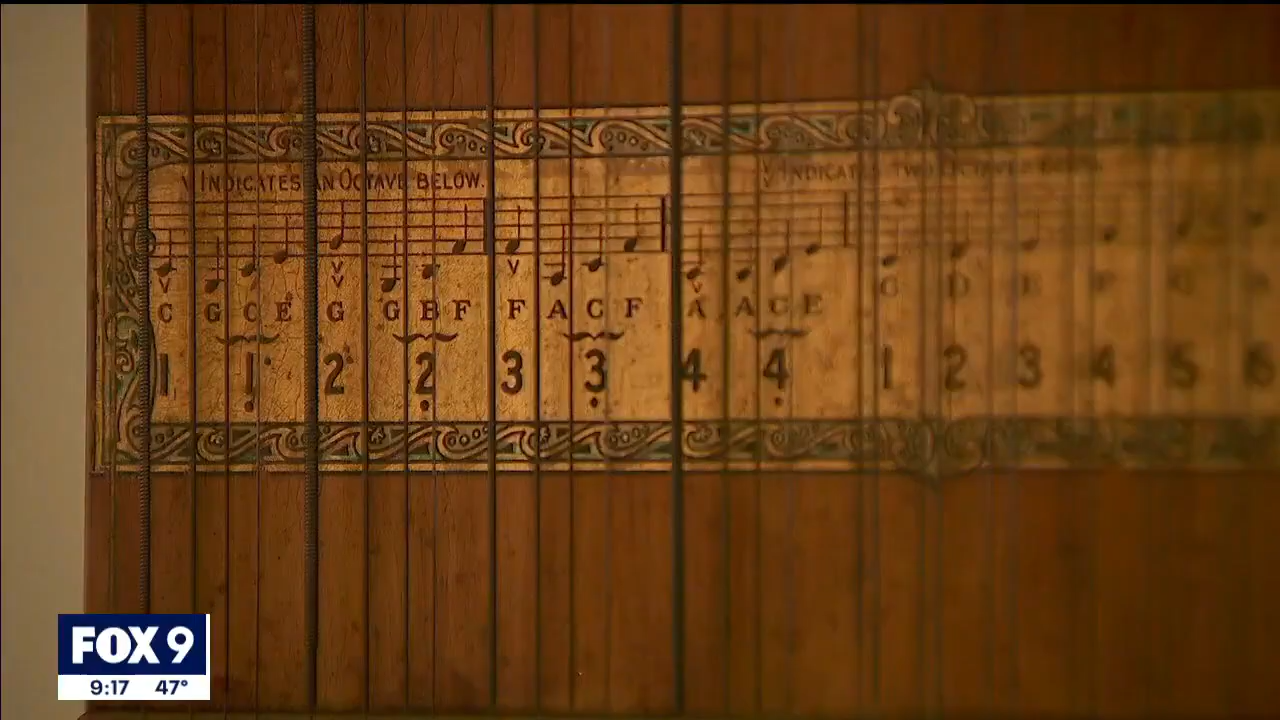 V INDICATES AN OCTAVE BELOW.
V V INDICATES TWO OCTAVES
C G C E G G B F F A C F A A C E C D E F
1 1 2 2 3 3 4 4 1 2 3 4 5 6
FOX 9
9:17 47°